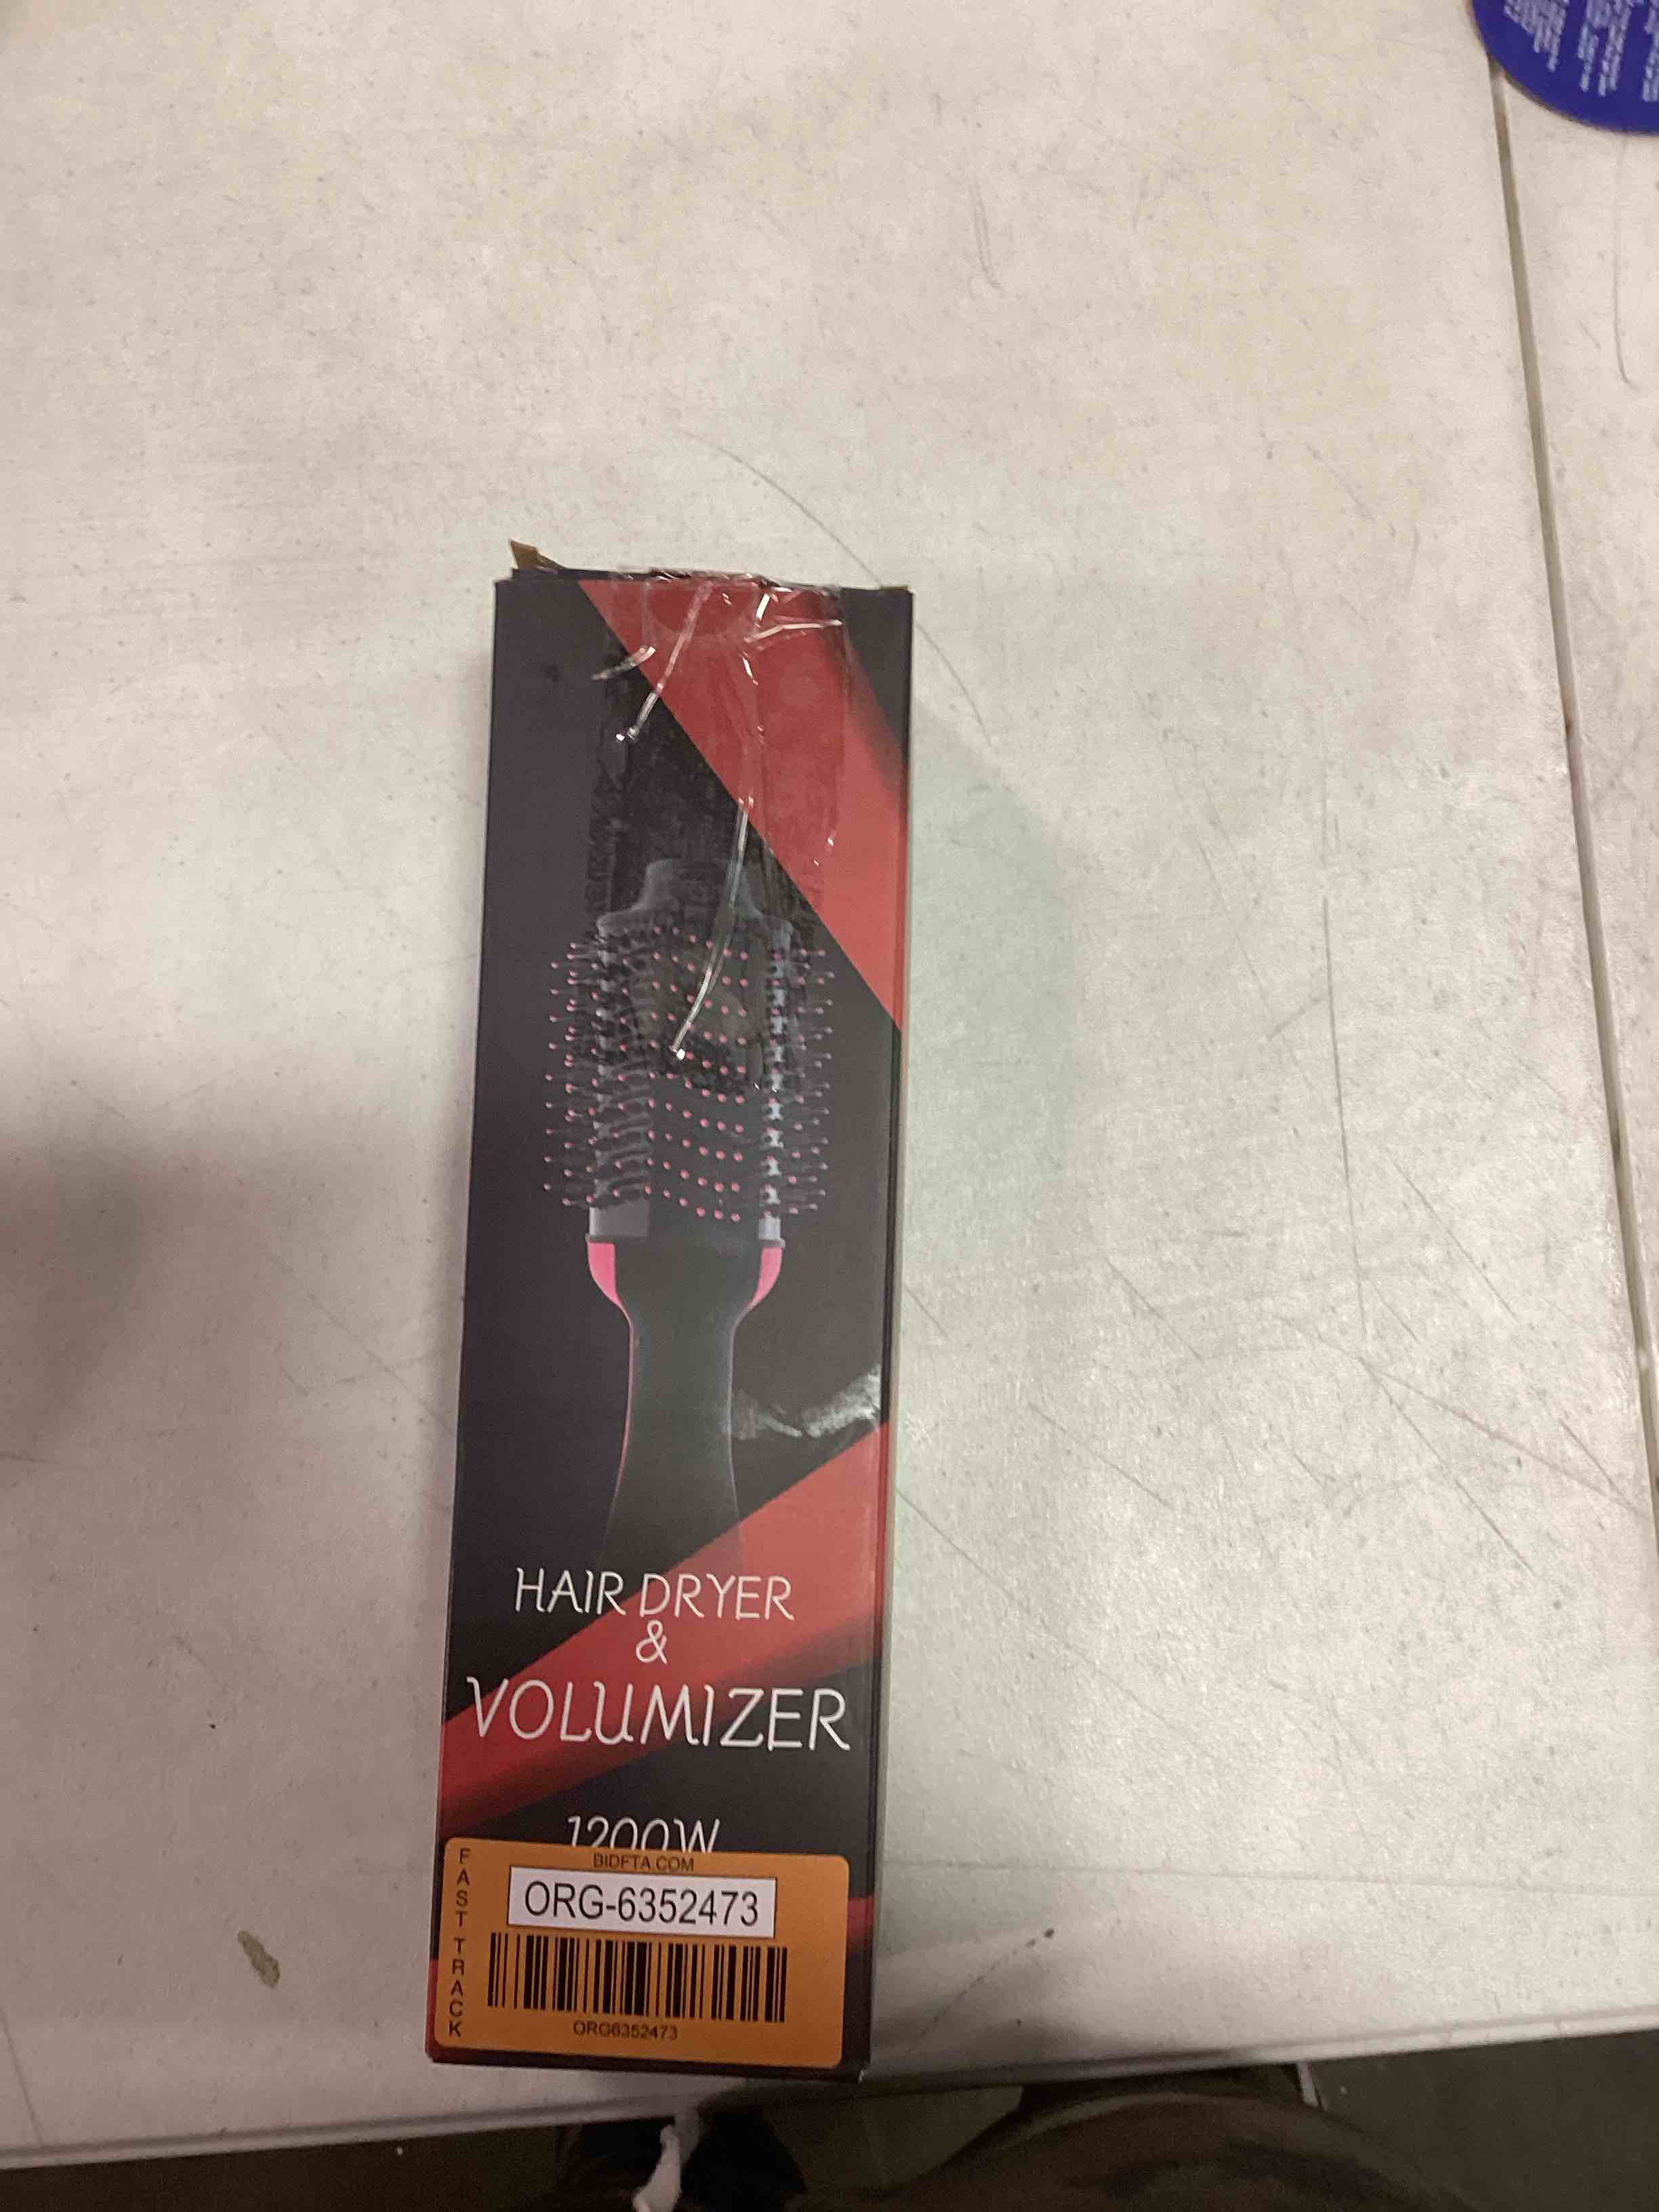 HAIR DRYER
&
VOLUMIZER
1200W
BIDFTA.COM
FAST TRACK
ORG-6352473
ORG6352473